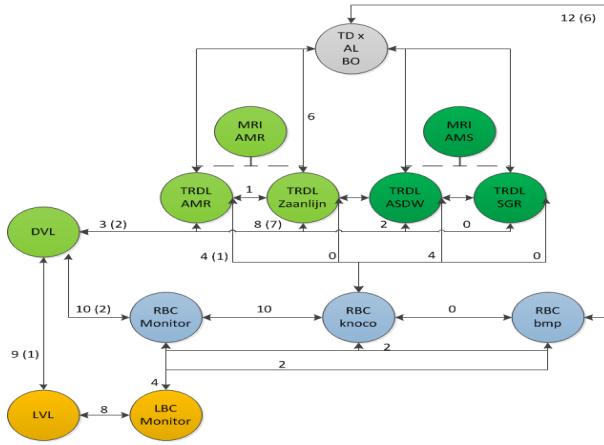 12 (6)
TD x
AL
BO
6
MRI
AMR
MRI
AMS
TRDL
AMR
1
TRDL
Zaanlijn
TRDL
ASDW
TRDL
SGR
DVL
3 (2)
8 (7)
2
0
4 (1)
0
4
0
10 (2)
RBC
Monitor
10
RBC
knoco
0
RBC
bmp
9 (1)
2
2
4
LVL
8
LBC
Monitor